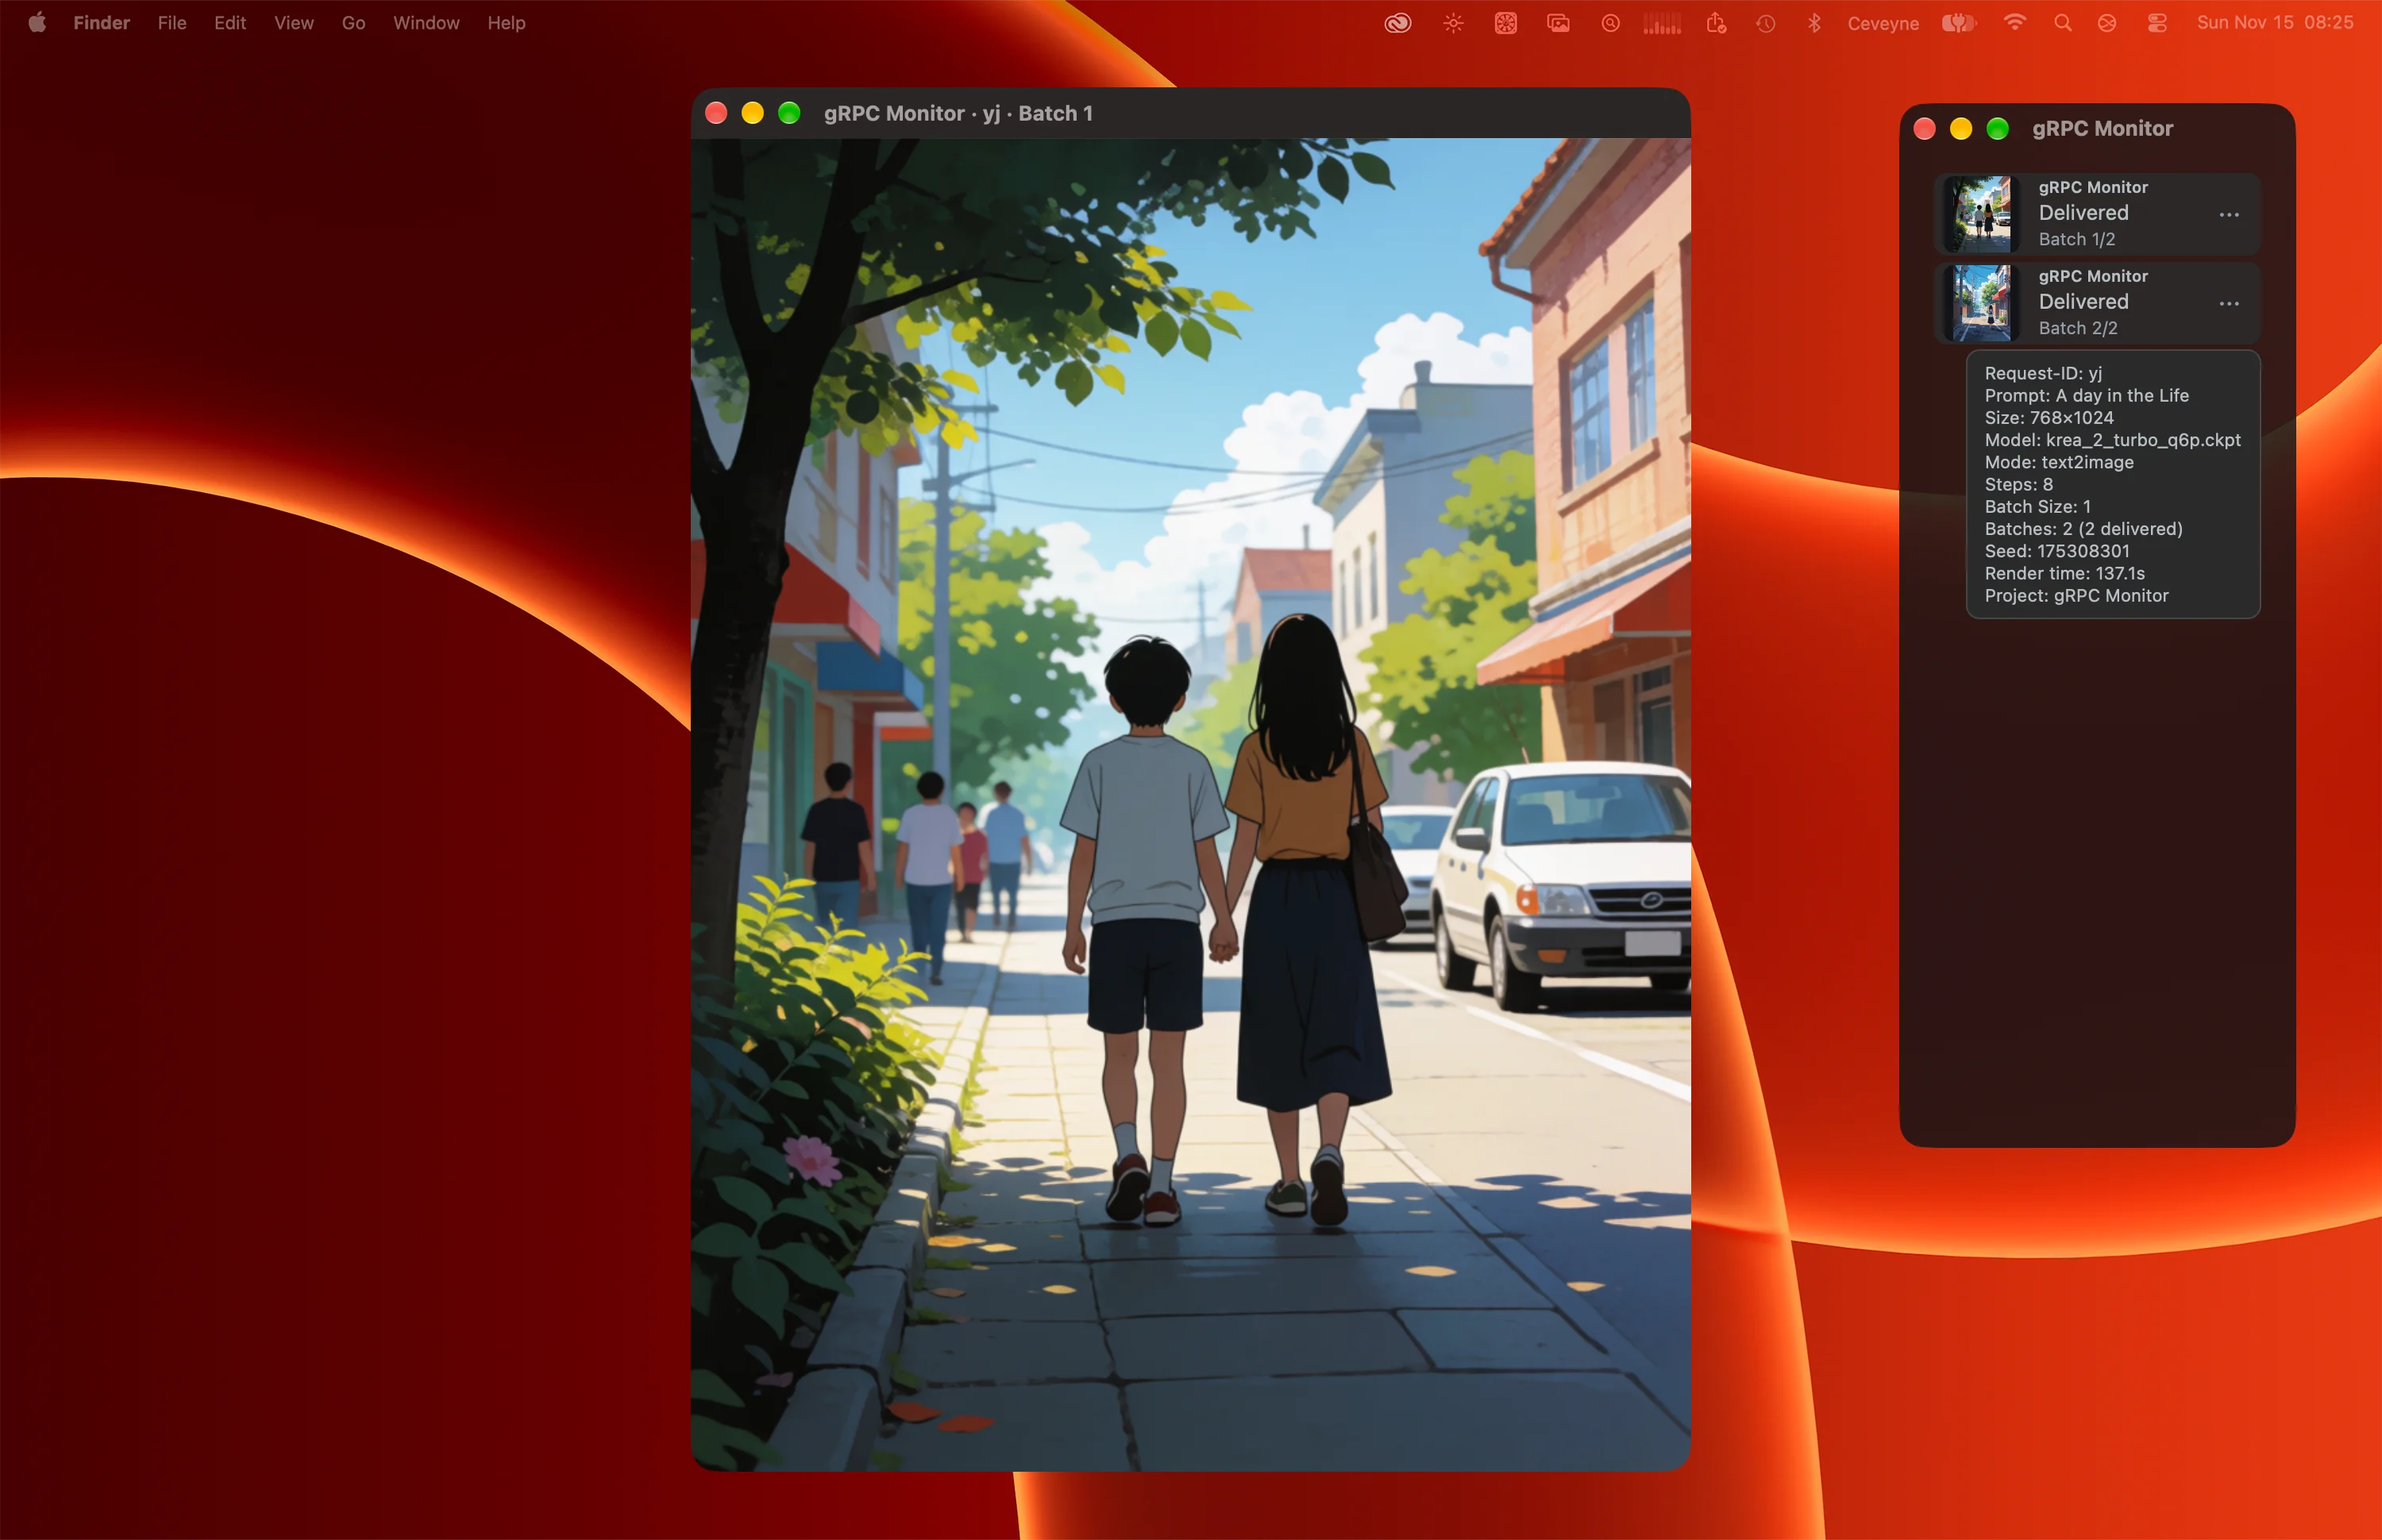 Finder File Edit View Go Window Help
Ceveyne Sun Nov 15 08:25
gRPC Monitor · yj · Batch 1
gRPC Monitor
gRPC Monitor
Delivered
Batch 1/2
gRPC Monitor
Delivered
Batch 2/2
Request-ID: yj
Prompt: A day in the Life
Size: 768×1024
Model: krea_2_turbo_q6p.ckpt
Mode: text2image
Steps: 8
Batch Size: 1
Batches: 2 (2 delivered)
Seed: 175308301
Render time: 137.1s
Project: gRPC Monitor